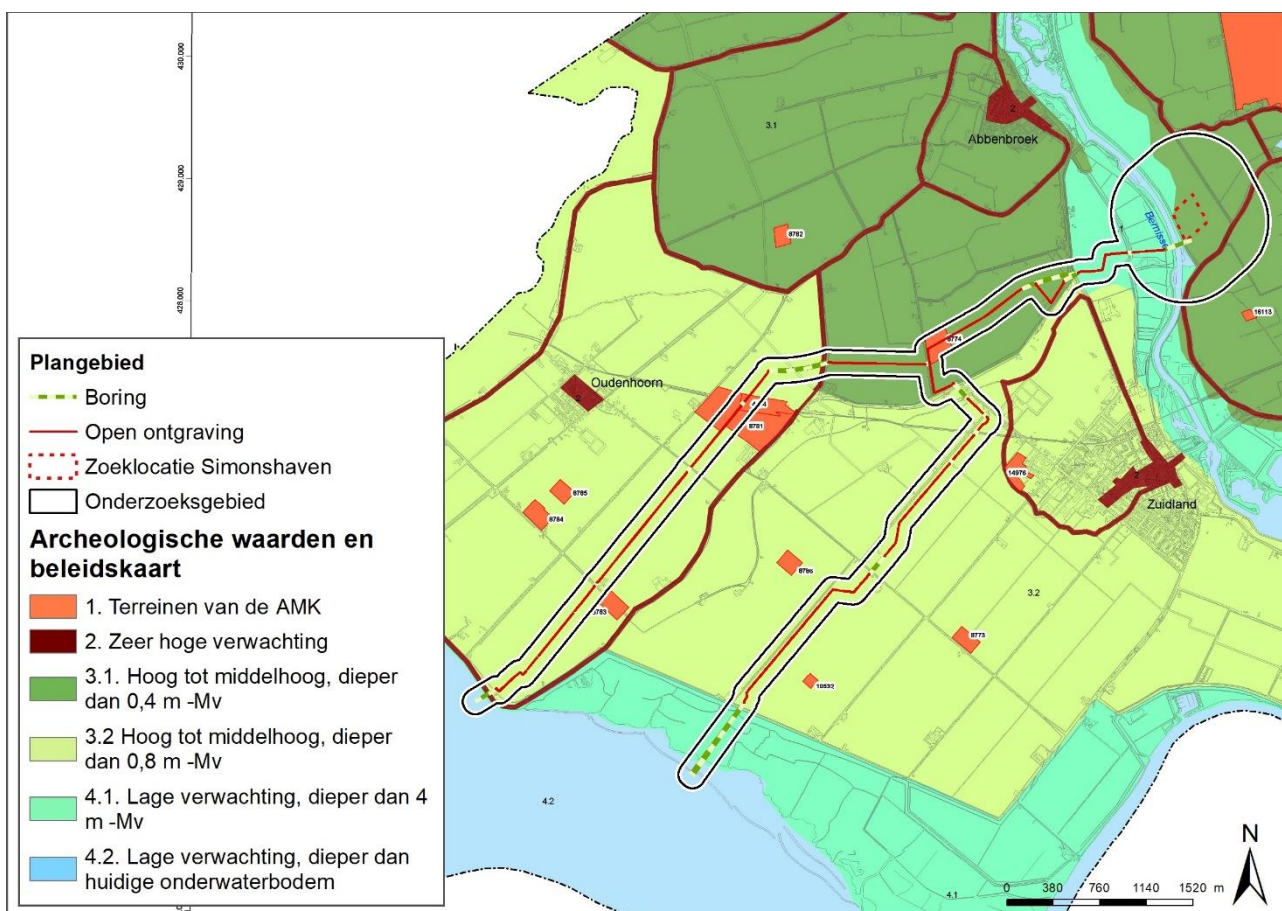 430.000
429.000
428.000
3.1
2
Abbenbroek
Bernisse
8782
16113
8774
Oudenhoorn
2
8781
14976
2
Zuidland
8785
8784
8783
3.2
8773
10532
4.2
4.1
Plangebied
Boring
Open ontgraving
Zoeklocatie Simonshaven
Onderzoeksgebied
Archeologische waarden en
beleidskaart
1. Terreinen van de AMK
2. Zeer hoge verwachting
3.1. Hoog tot middelhoog, dieper
dan 0,4 m -Mv
3.2 Hoog tot middelhoog, dieper
dan 0,8 m -Mv
4.1. Lage verwachting, dieper dan 4
m -Mv
4.2. Lage verwachting, dieper dan
huidige onderwaterbodem
N
0 380 760 1140 1520 m